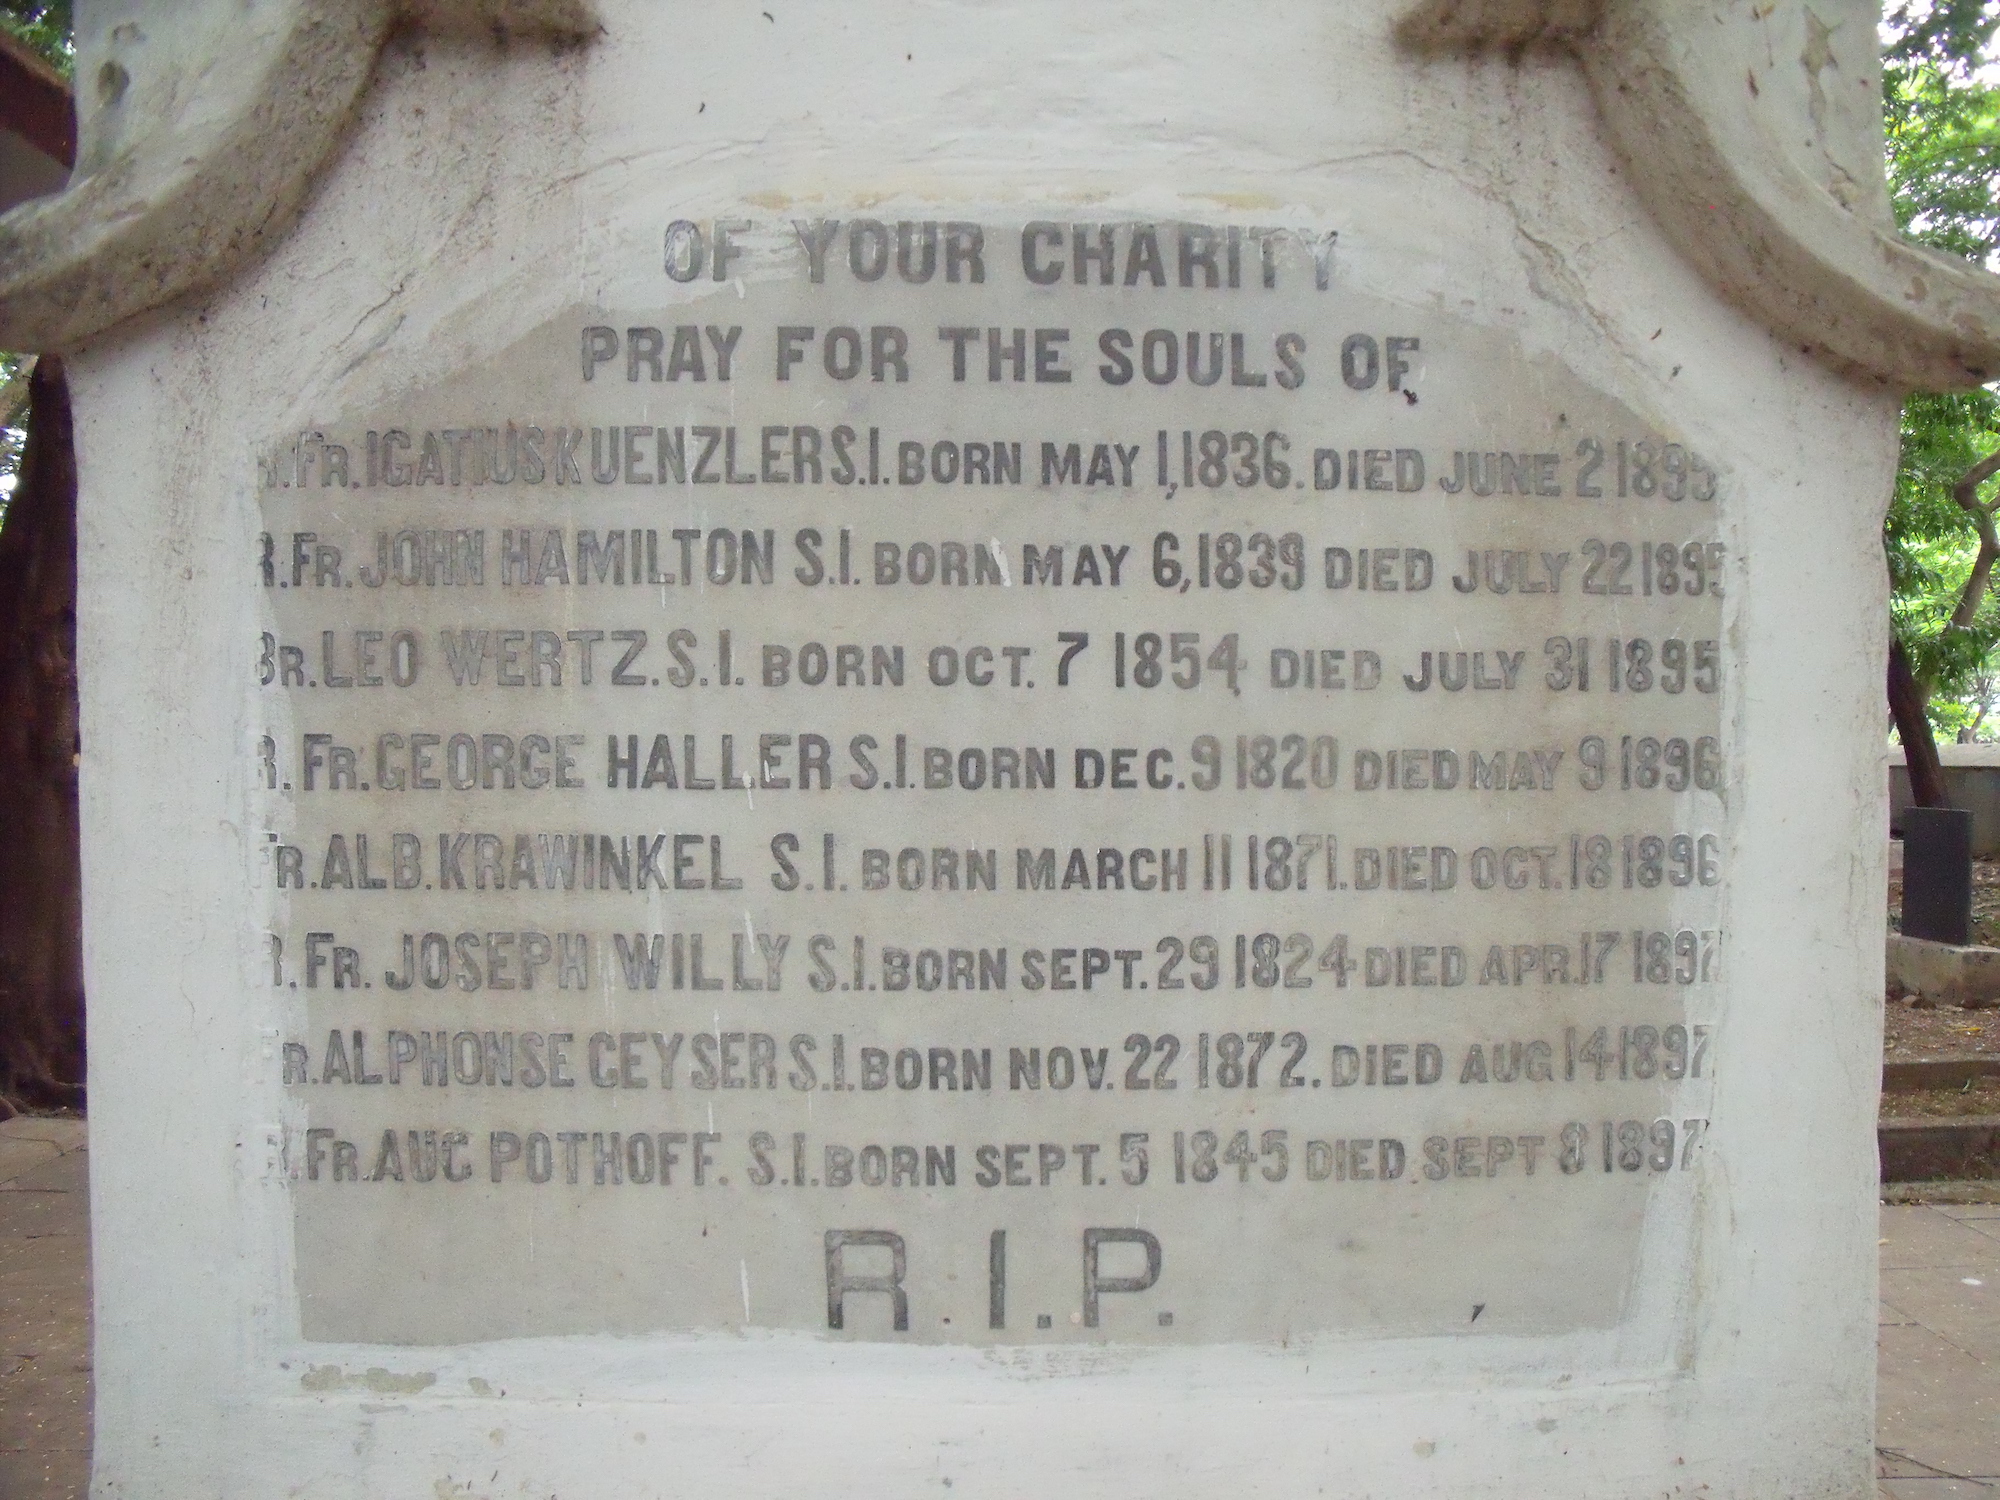 OF YOUR CHARITY
PRAY FOR THE SOULS OF
R.FR.IGATIUS KUENZLER S.I. BORN MAY 1,1836. DIED JUNE 2 1895
R.FR.JOHN HAMILTON S.I. BORN MAY 6,1839 DIED JULY 22 1895
BR.LEO WERTZ.S.I. BORN OCT. 7 1854 DIED JULY 31 1895
R. FR.GEORGE HALLER S.I. BORN DEC.9 1820 DIED MAY 9 1896
FR.ALB.KRAWINKEL S.I. BORN MARCH 11 1871. DIED OCT.18 1896
R.FR. JOSEPH WILLY S.I. BORN SEPT.29 1824 DIED APR.17 1897
FR.ALPHONSE CEYSER S.I. BORN NOV. 22 1872. DIED AUG 14 1897
R.FR.AUG POTHOFF. S.I. BORN SEPT. 5 1845 DIED.SEPT 8 1897
R.I.P.